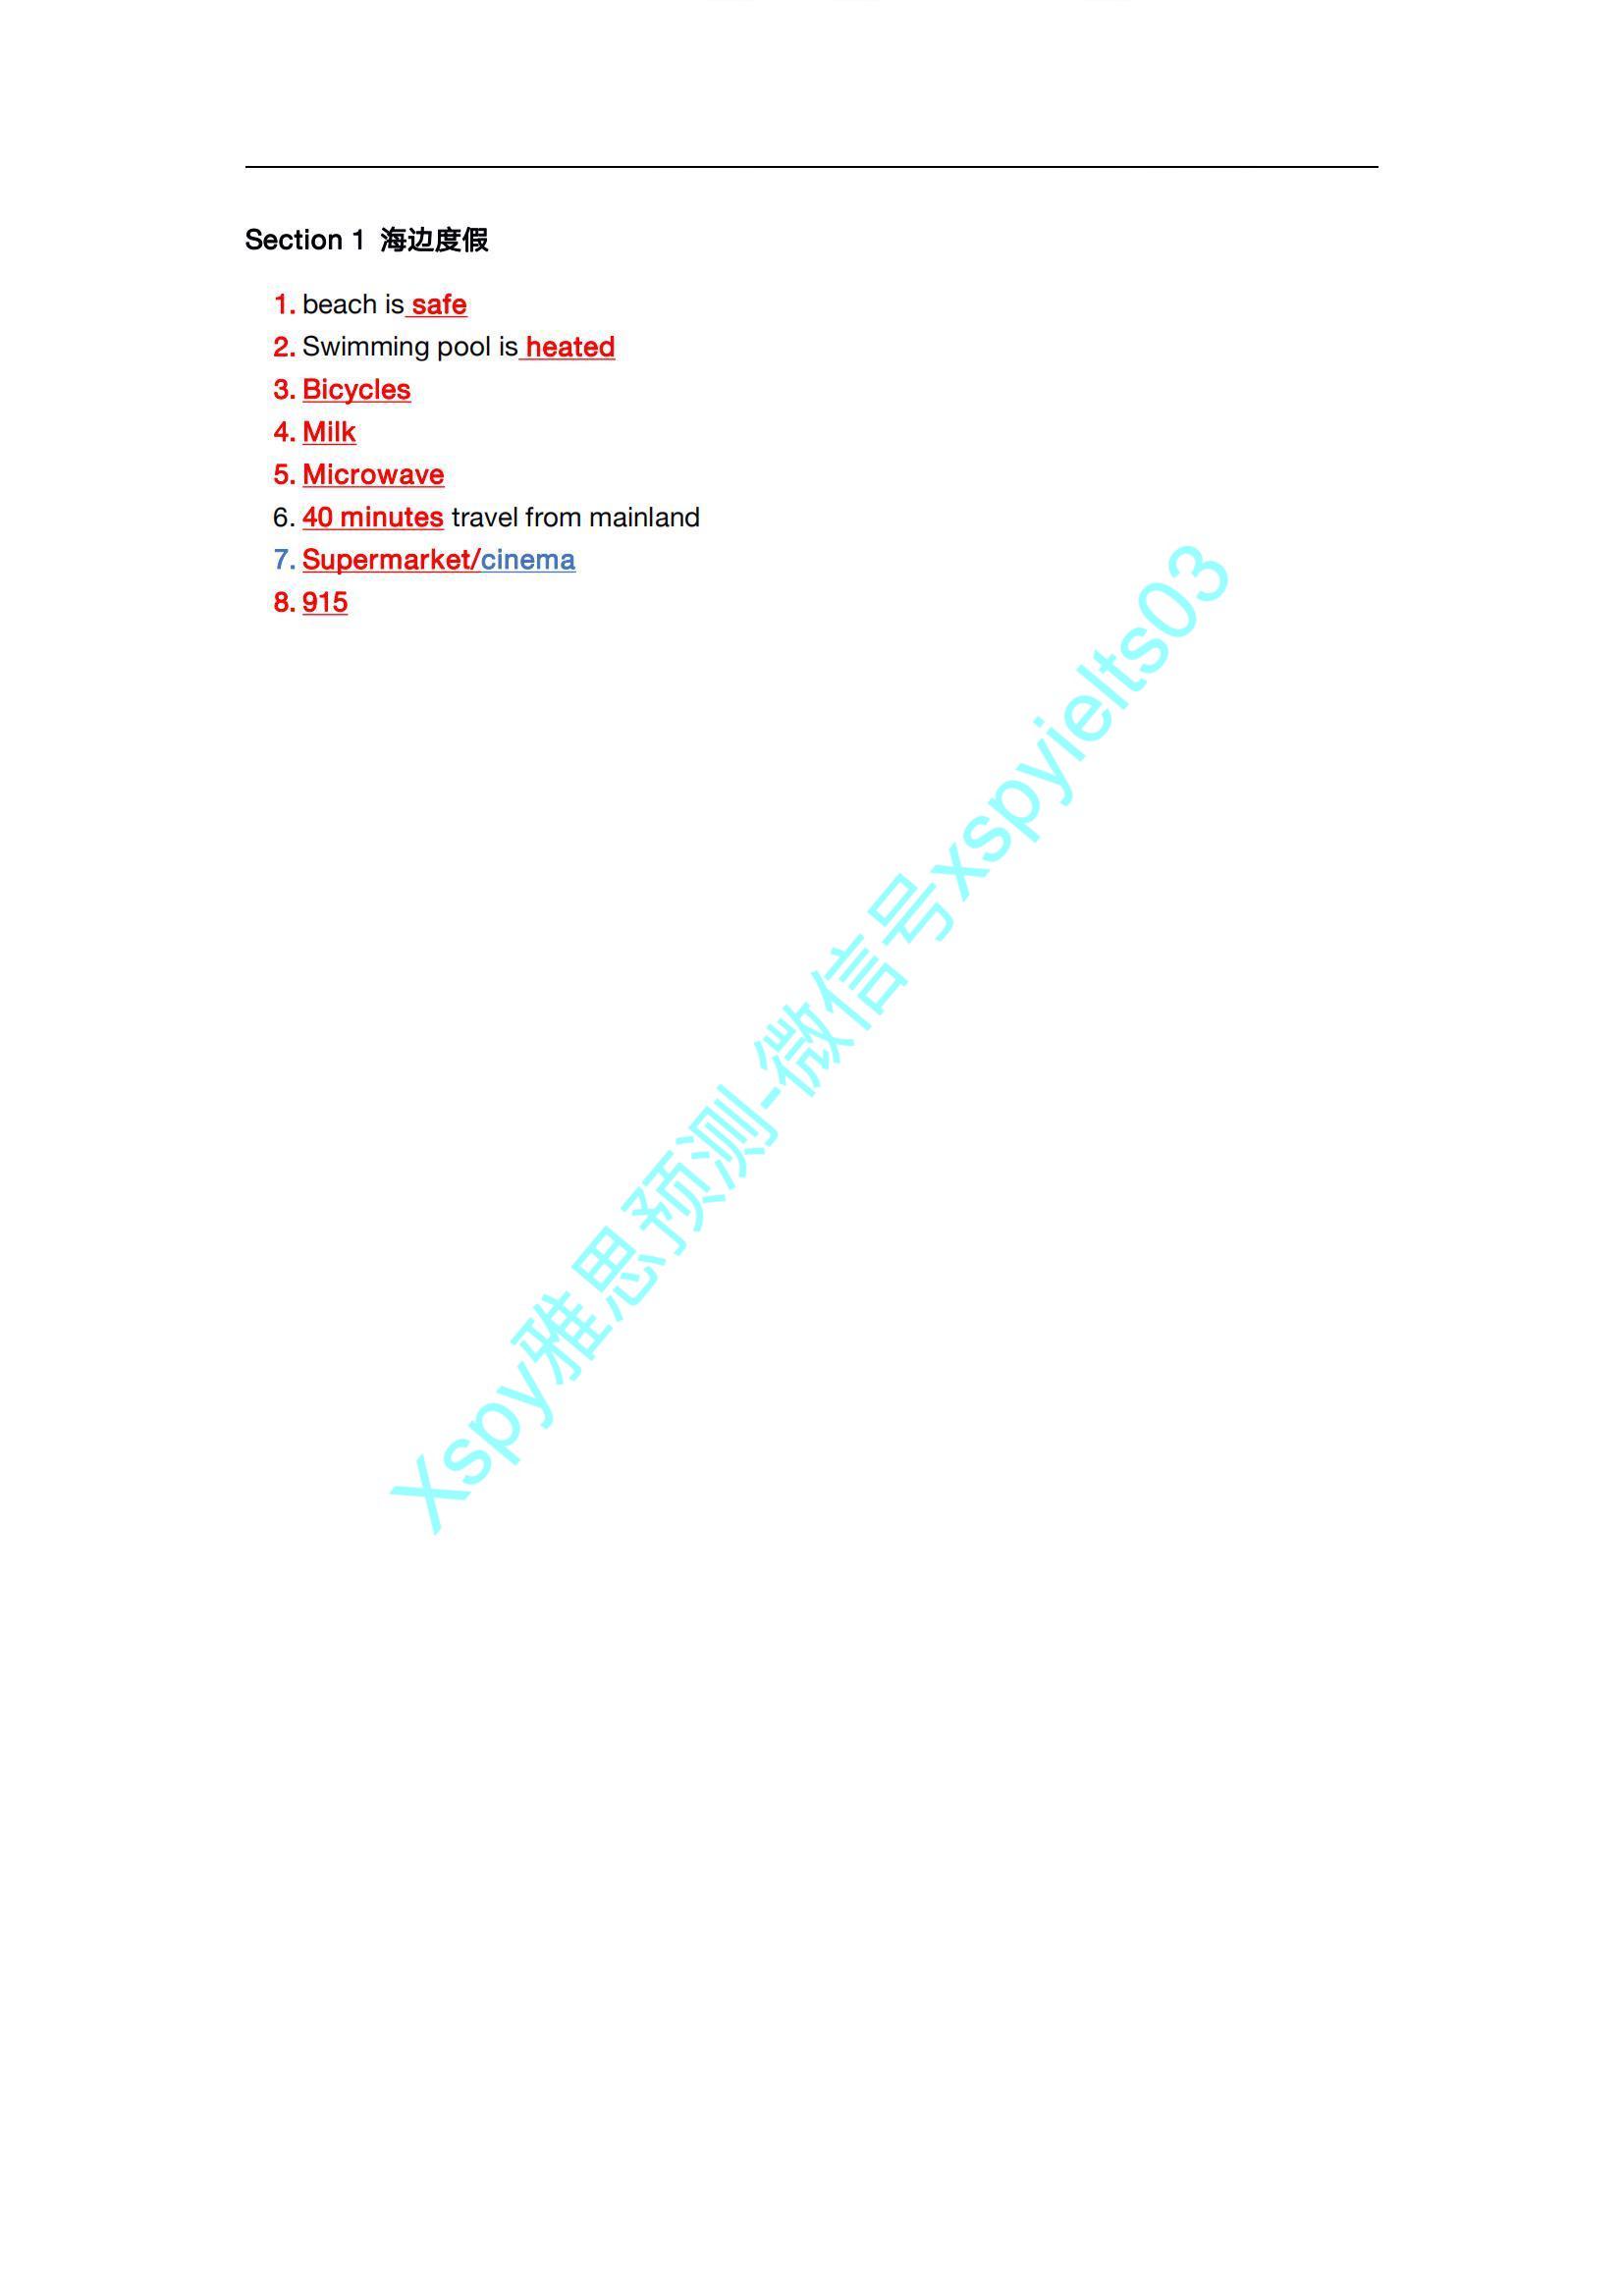 Section 1 海边度假
1. beach is safe
2. Swimming pool is heated
3. Bicycles
4. Milk
5. Microwave
6. 40 minutes travel from mainland
7. Supermarket/cinema
8. 915
Xspy雅思预测-微信号xspyielts03